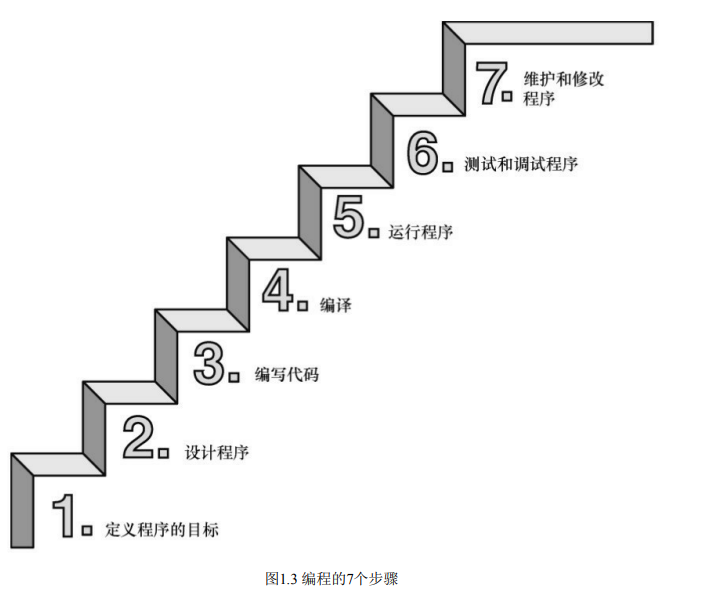 7. 维护和修改
程序
6. 测试和调试程序
5. 运行程序
4. 编译
3. 编写代码
2. 设计程序
1. 定义程序的目标
图1.3 编程的7个步骤